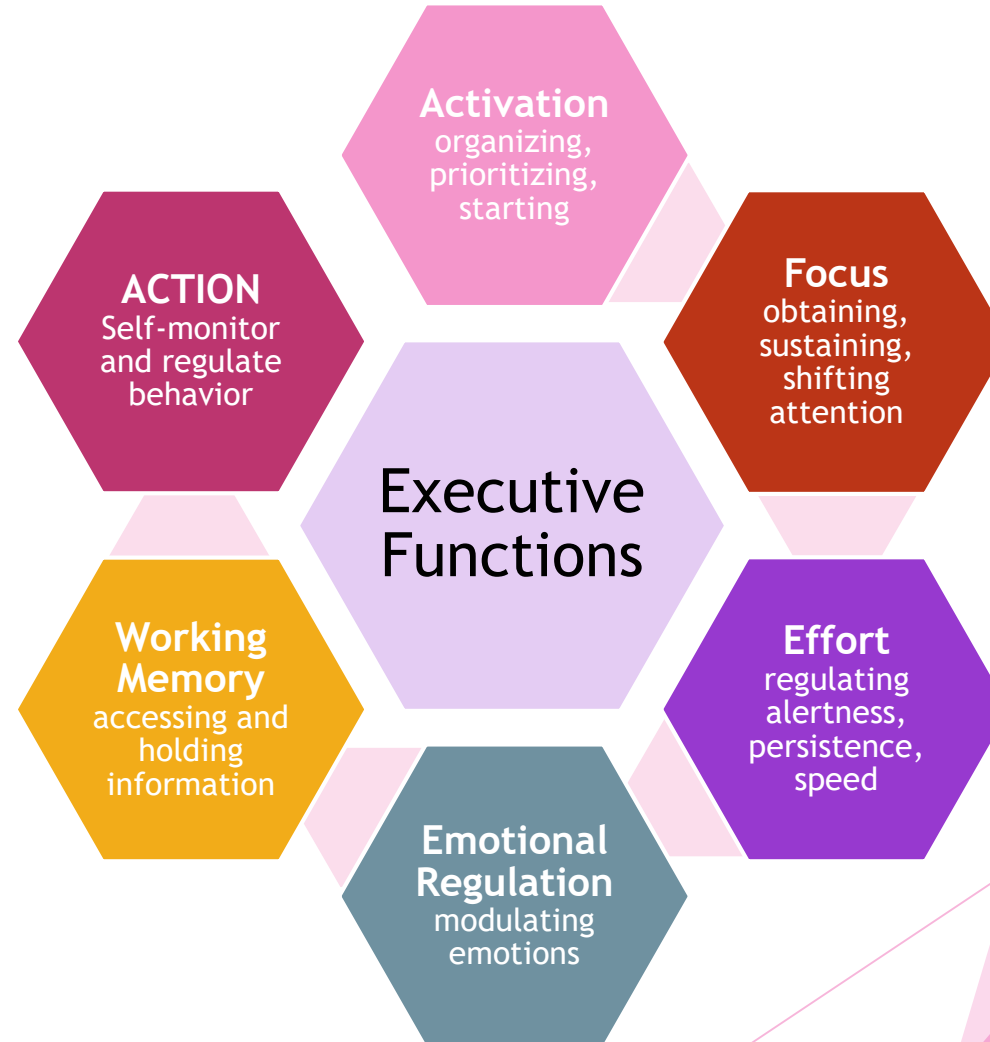 Activation
organizing,
prioritizing,
starting
Focus
obtaining,
sustaining,
shifting
attention
Effort
regulating
alertness,
persistence,
speed
Emotional
Regulation
modulating
emotions
Working
Memory
accessing and
holding
information
ACTION
Self-monitor
and regulate
behavior
Executive
Functions